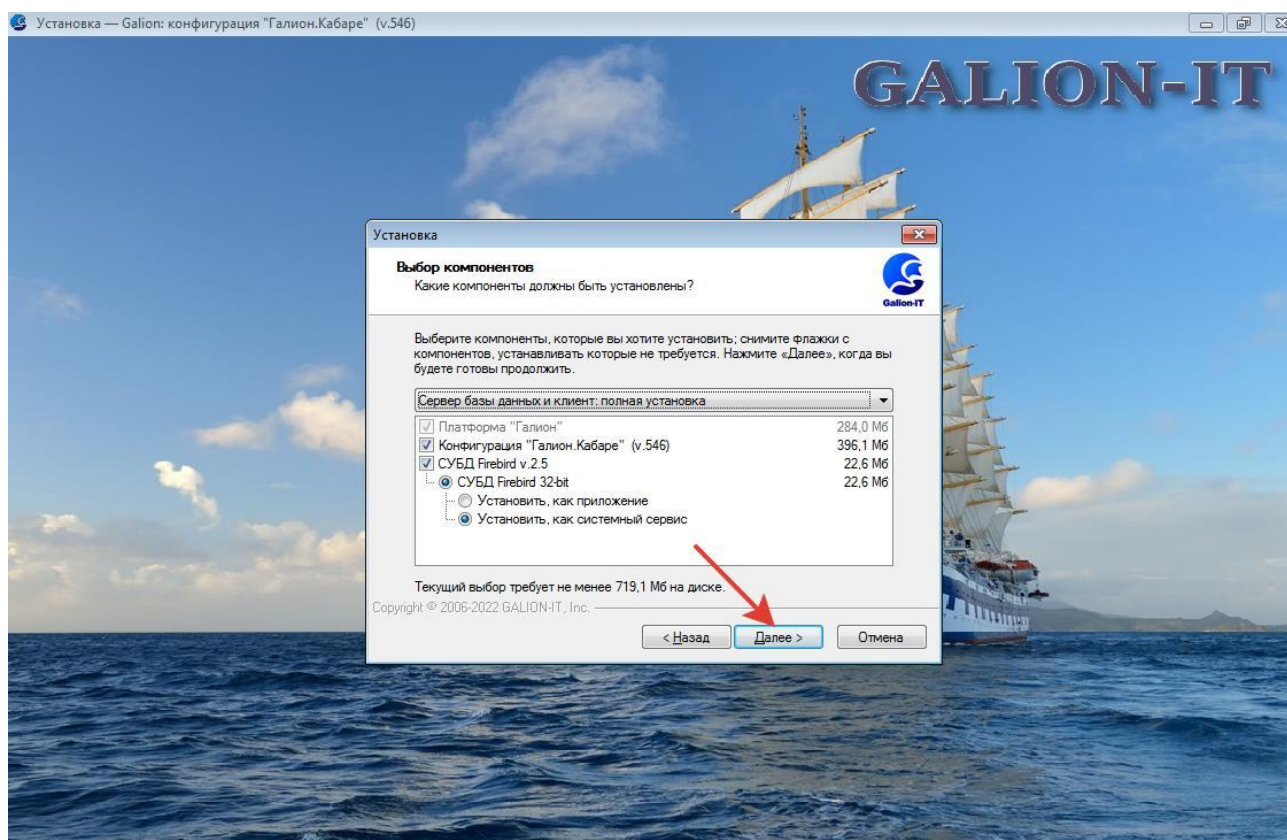 Установка — Galion: конфигурация "Галион.Кабаре" (v.546)
GALION-IT
Установка
Выбор компонентов
Какие компоненты должны быть установлены?
Galion-IT
Выберите компоненты, которые вы хотите установить; снимите флажки с
компонентов, устанавливать которые не требуется. Нажмите «Далее», когда вы
будете готовы продолжить.
Сервер базы данных и клиент: полная установка
Платформа "Галион" 284,0 Мб
Конфигурация "Галион.Кабаре" (v.546) 396,1 Мб
СУБД Firebird v.2.5 22,6 Мб
СУБД Firebird 32-bit 22,6 Мб
Установить, как приложение
Установить, как системный сервис
Текущий выбор требует не менее 719,1 Мб на диске.
Copyright © 2006-2022 GALION-IT, Inc.
< Назад Далее > Отмена